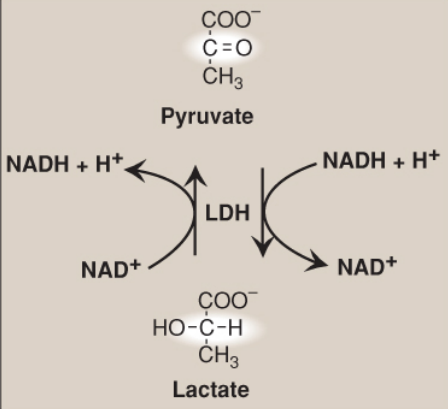 COO⁻
C=O
CH₃
Pyruvate
NADH + H⁺
NADH + H⁺
LDH
NAD⁺
NAD⁺
COO⁻
HO-C-H
CH₃
Lactate